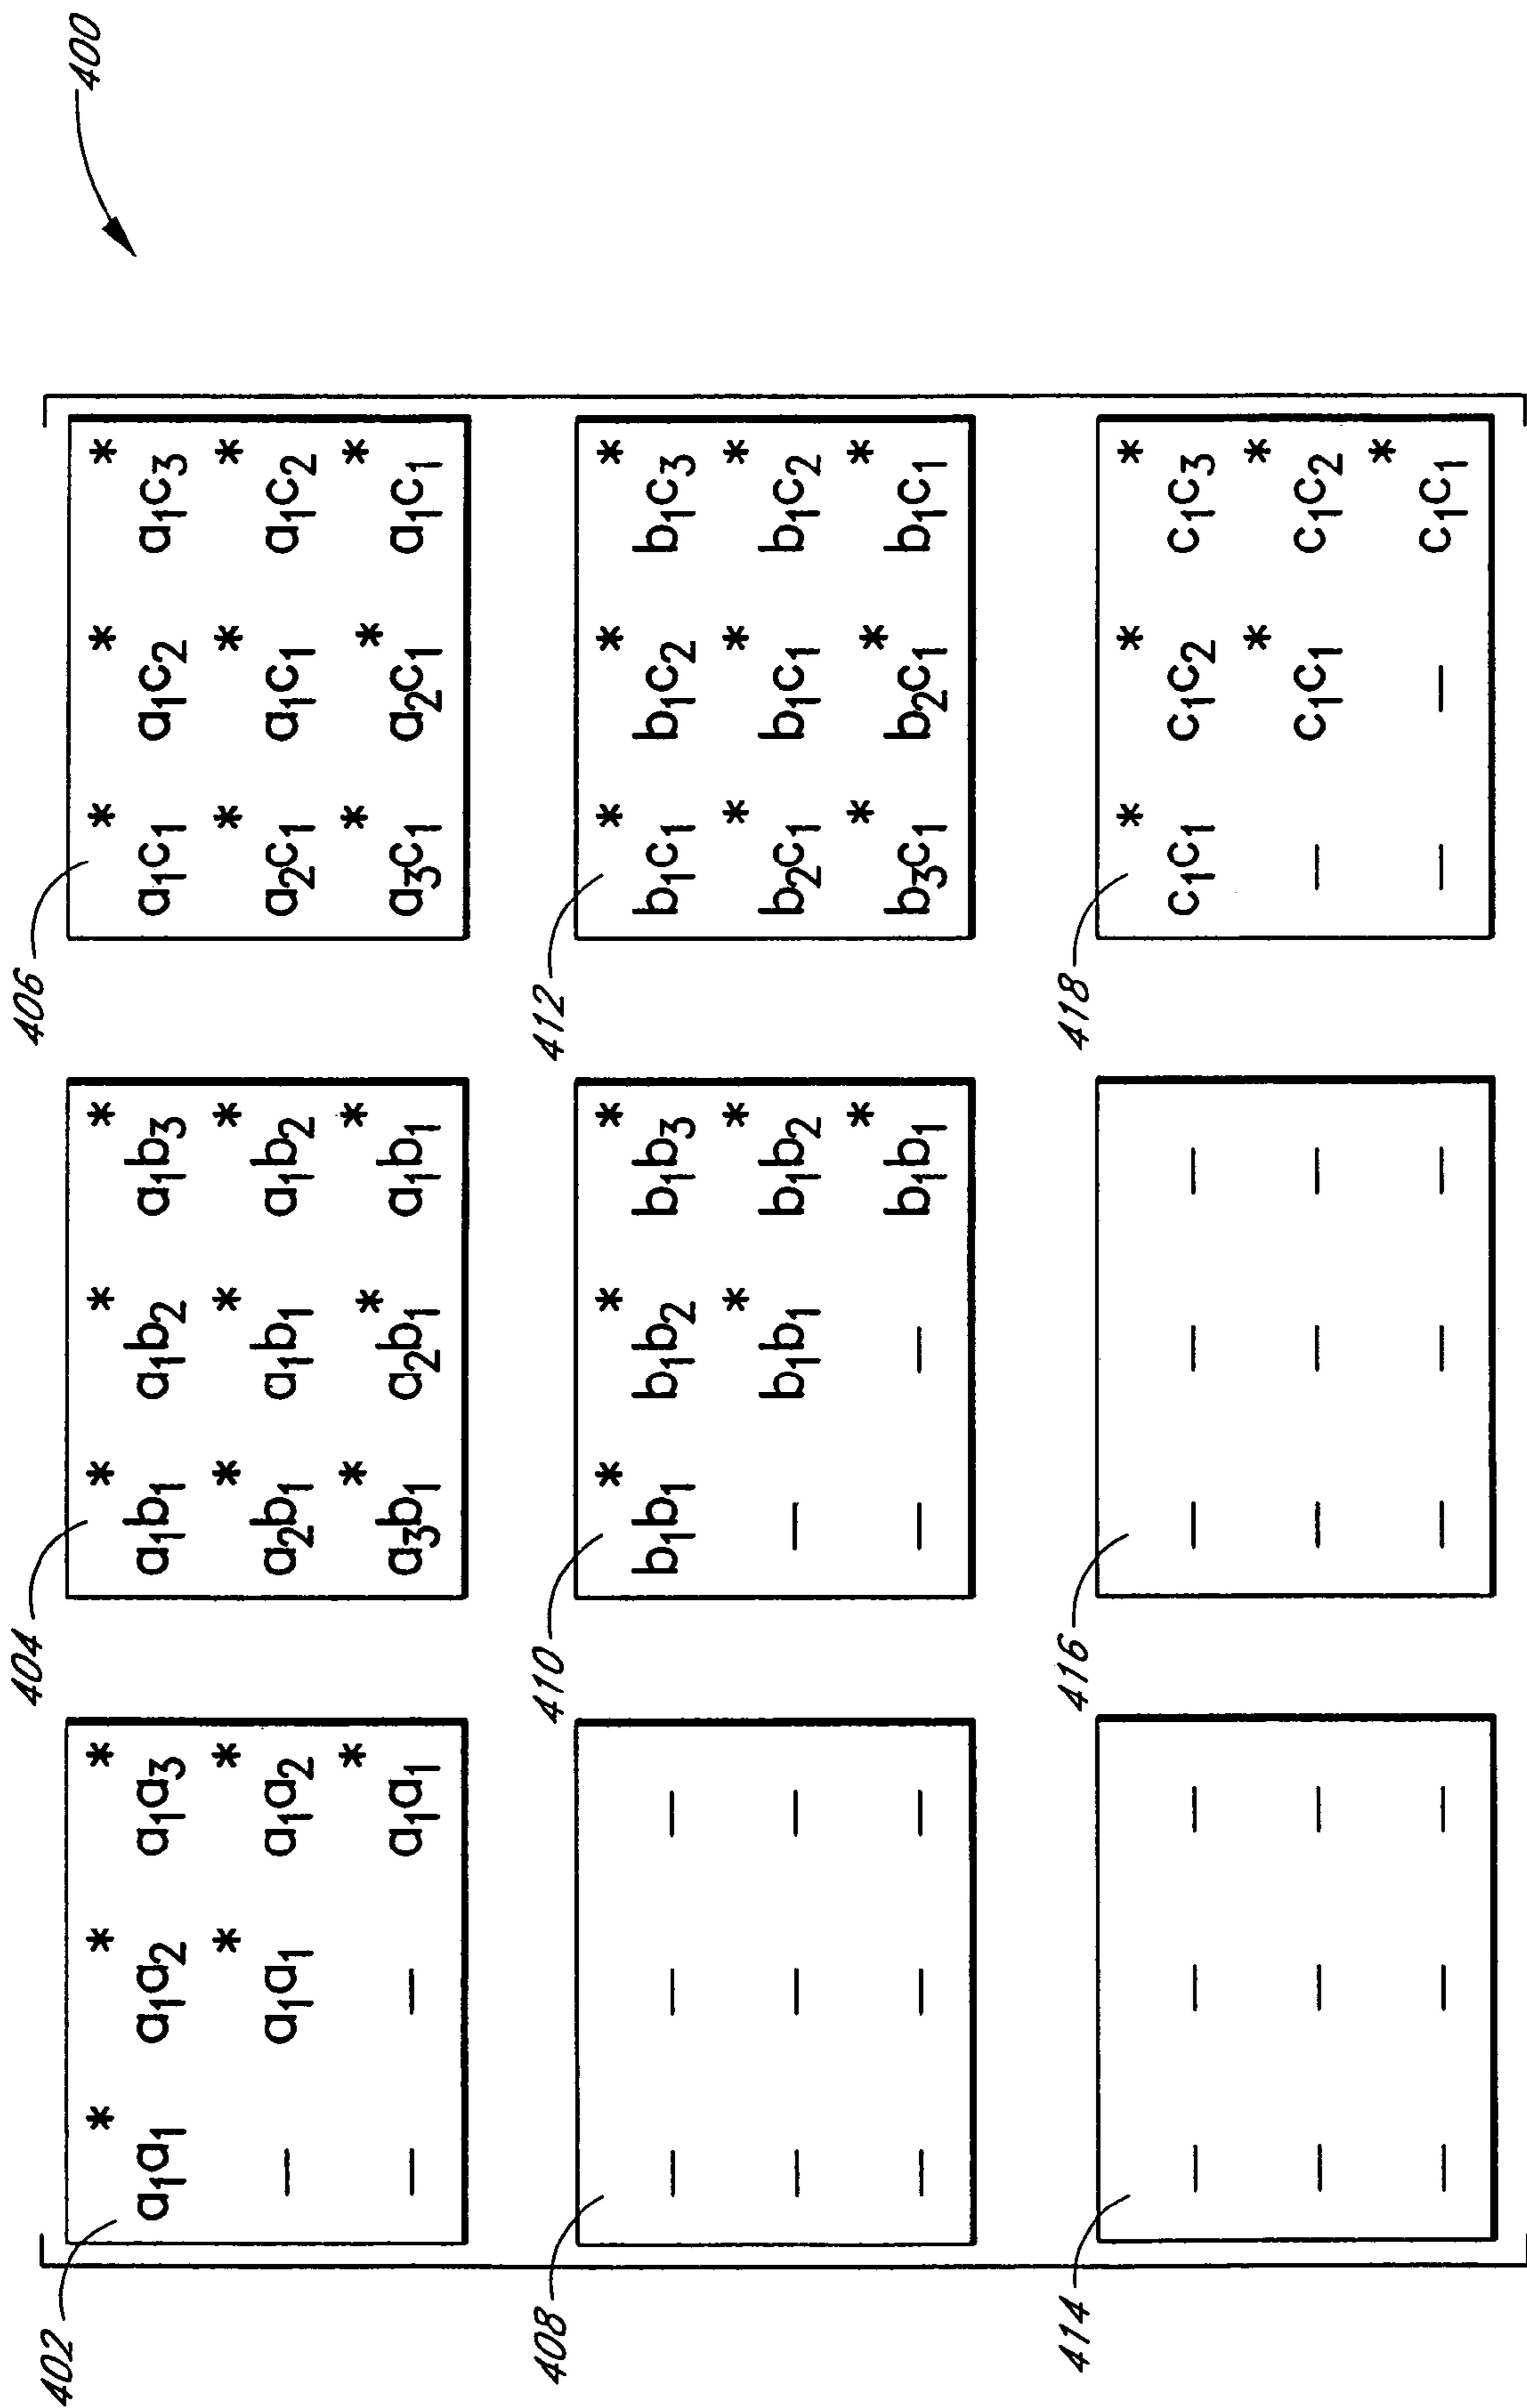 402 404 406 400
a₁a₁* a₁a₂* a₁a₃* a₁b₁* a₁b₂* a₁b₃* a₁c₁* a₁c₂* a₁c₃*
— a₁a₁* a₁a₂* a₂b₁* a₁b₁* a₁b₂* a₂c₁* a₁c₁* a₁c₂*
— — a₁a₁* a₃b₁* a₂b₁* a₁b₁* a₃c₁* a₂c₁* a₁c₁*
408 410 412
— — — b₁b₁* b₁b₂* b₁b₃* b₁c₁* b₁c₂* b₁c₃*
— — — — b₁b₁* b₁b₂* b₂c₁* b₁c₁* b₁c₂*
— — — — — b₁b₁* b₃c₁* b₂c₁* b₁c₁*
414 416 418
— — — — — — c₁c₁* c₁c₂* c₁c₃*
— — — — — — — c₁c₁* c₁c₂*
— — — — — — — — c₁c₁*